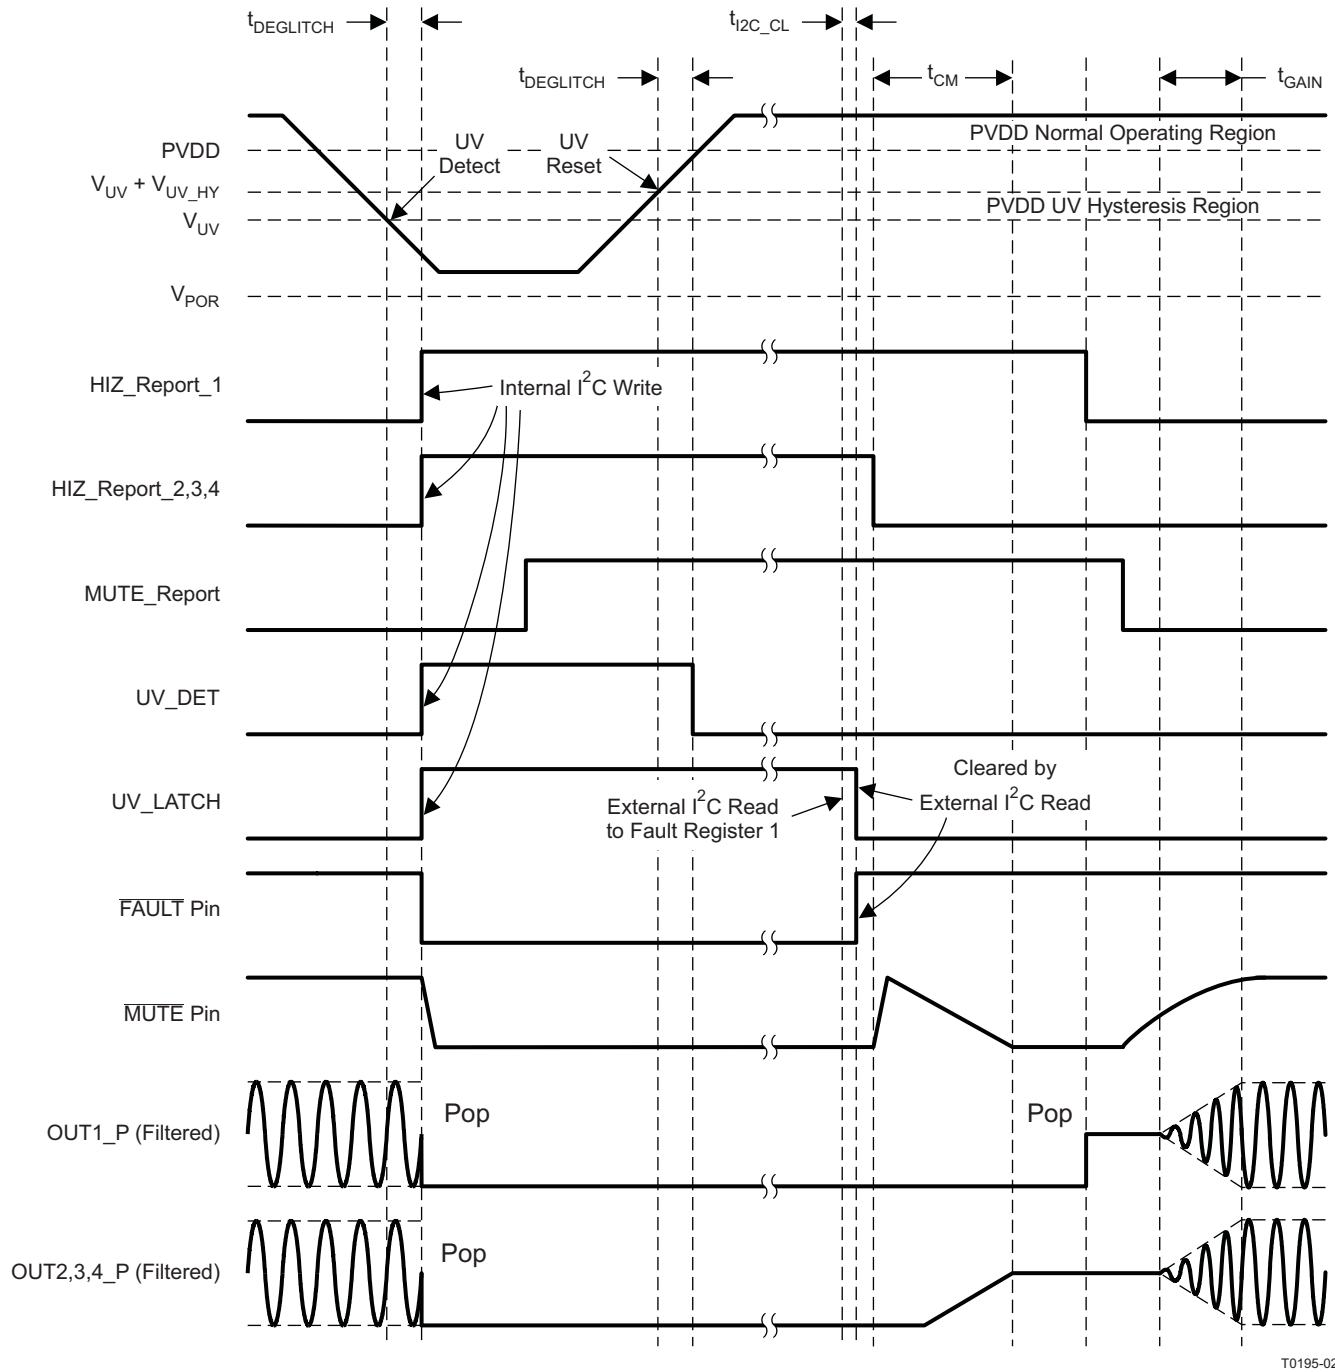 tDEGLITCH
tI2C_CL
tDEGLITCH
tCM
tGAIN
PVDD Normal Operating Region
UV
Detect
UV
Reset
PVDD
VUV + VUV_HY
PVDD UV Hysteresis Region
VUV
VPOR
HIZ_Report_1
Internal I2C Write
HIZ_Report_2,3,4
MUTE_Report
UV_DET
Cleared by
External I2C Read
UV_LATCH
External I2C Read
to Fault Register 1
FAULT Pin
MUTE Pin
Pop
Pop
OUT1_P (Filtered)
Pop
OUT2,3,4_P (Filtered)
T0195-02